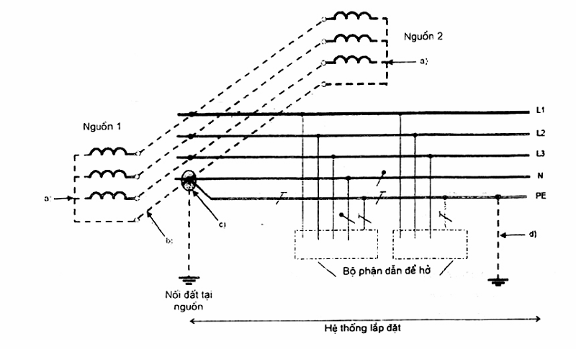 Nguồn 2
a)
Nguồn 1
L1
L2
L3
N
PE
a)
b)
c)
d)
Bộ phận dẫn để hở
Nối đất tại
nguồn
Hệ thống lắp đặt